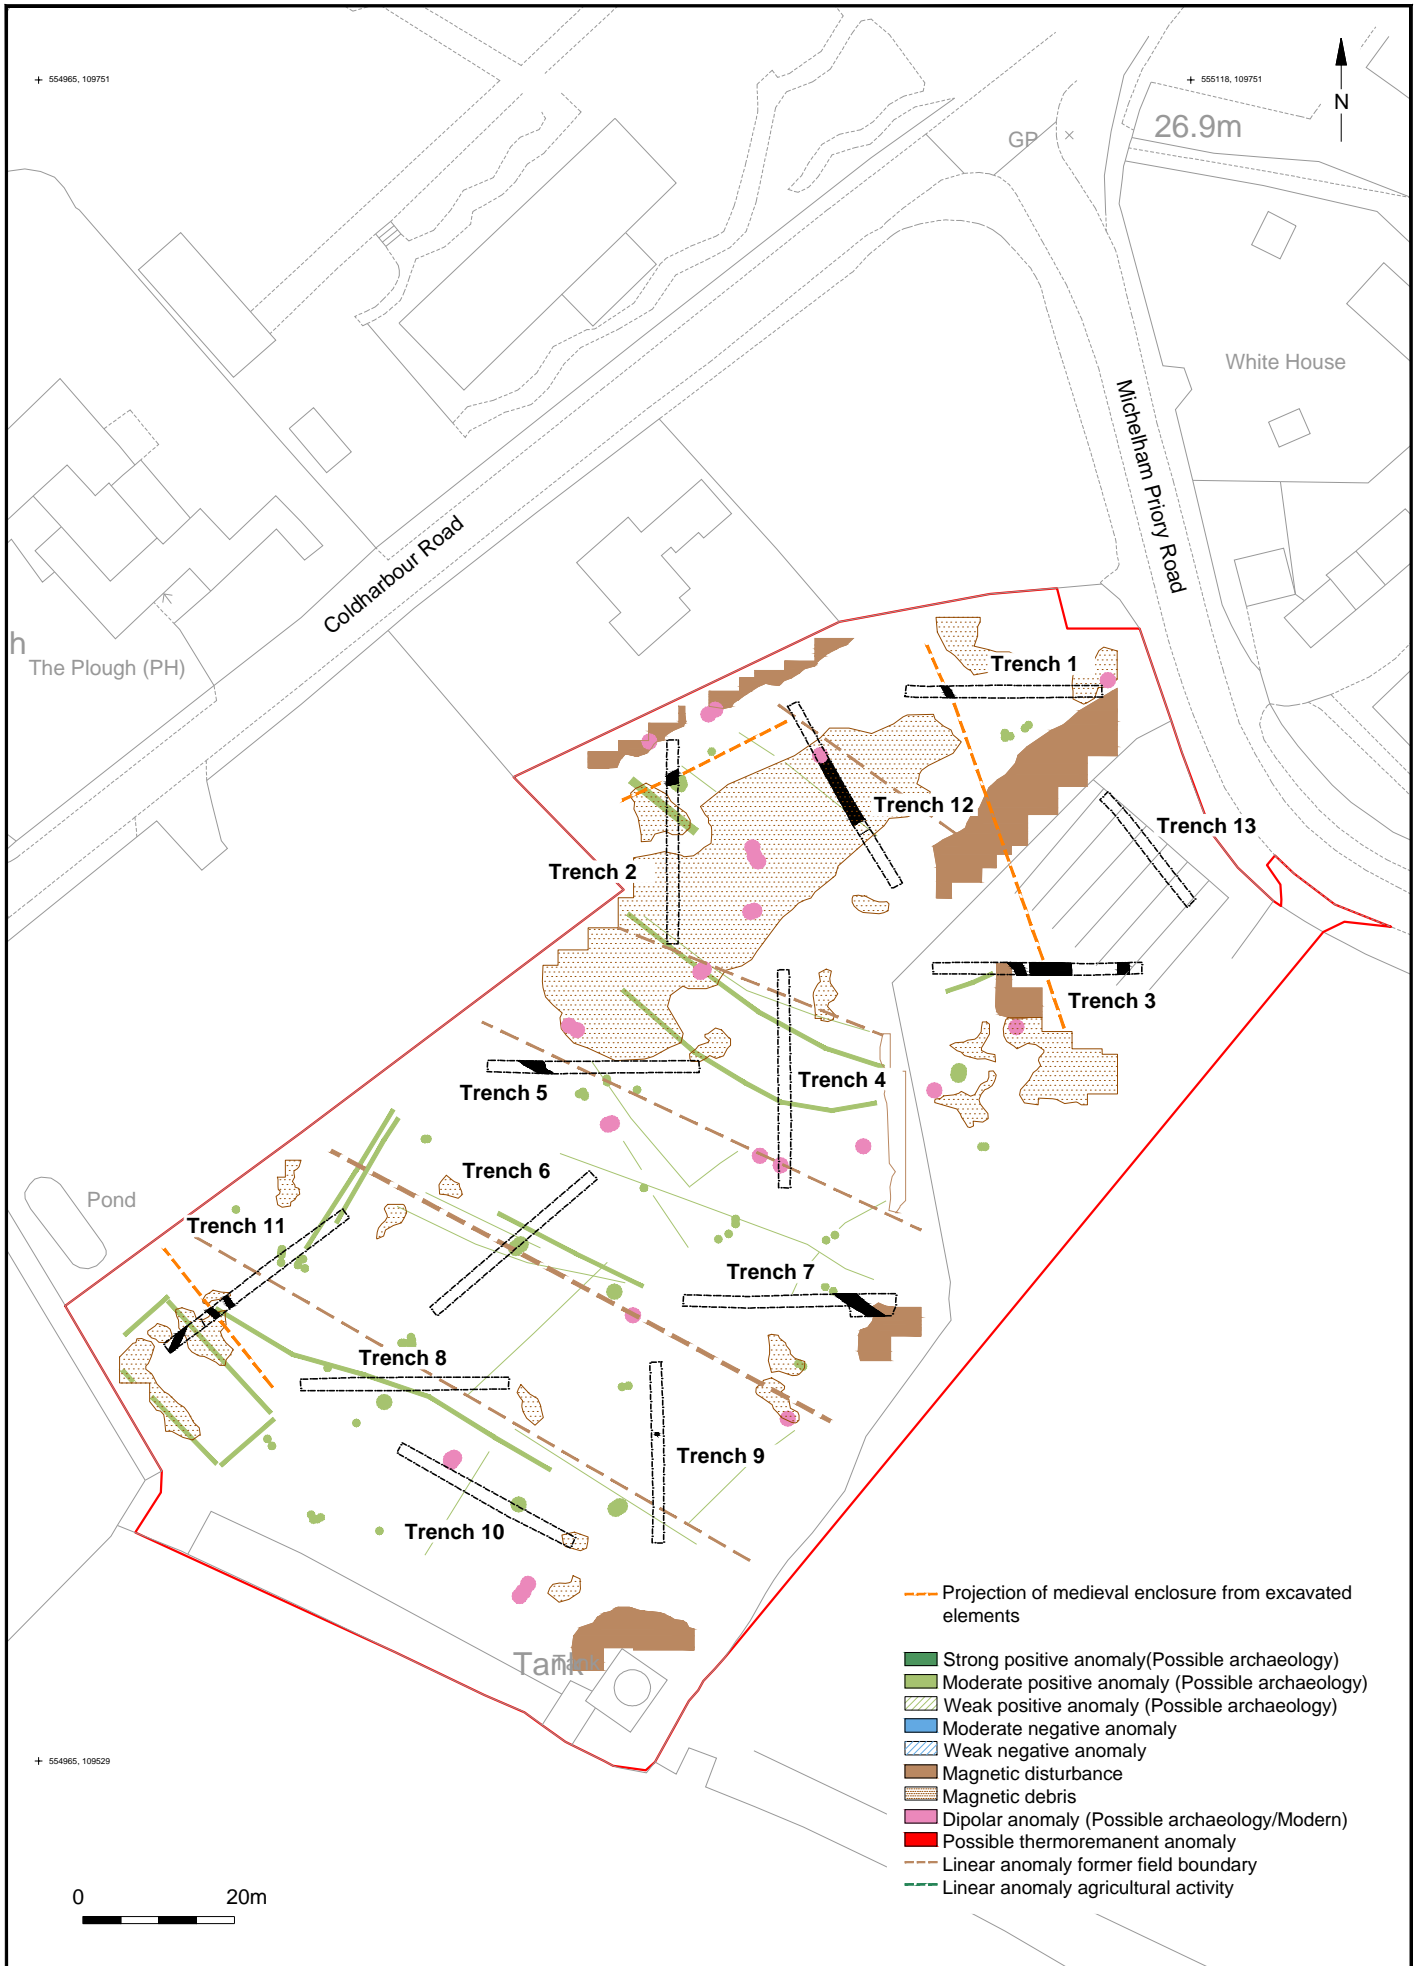 554965, 109751
555118, 109751
N
26.9m
GP
White House
Michelham Priory Road
Coldharbour Road
h
The Plough (PH)
Trench 1
Trench 12
Trench 13
Trench 2
Trench 3
Trench 4
Trench 5
Trench 6
Pond
Trench 11
Trench 7
Trench 8
Trench 9
Trench 10
Tank
Projection of medieval enclosure from excavated
elements
Strong positive anomaly(Possible archaeology)
Moderate positive anomaly (Possible archaeology)
Weak positive anomaly (Possible archaeology)
Moderate negative anomaly
Weak negative anomaly
Magnetic disturbance
Magnetic debris
Dipolar anomaly (Possible archaeology/Modern)
Possible thermoremanent anomaly
Linear anomaly former field boundary
Linear anomaly agricultural activity
554965, 109529
0 20m